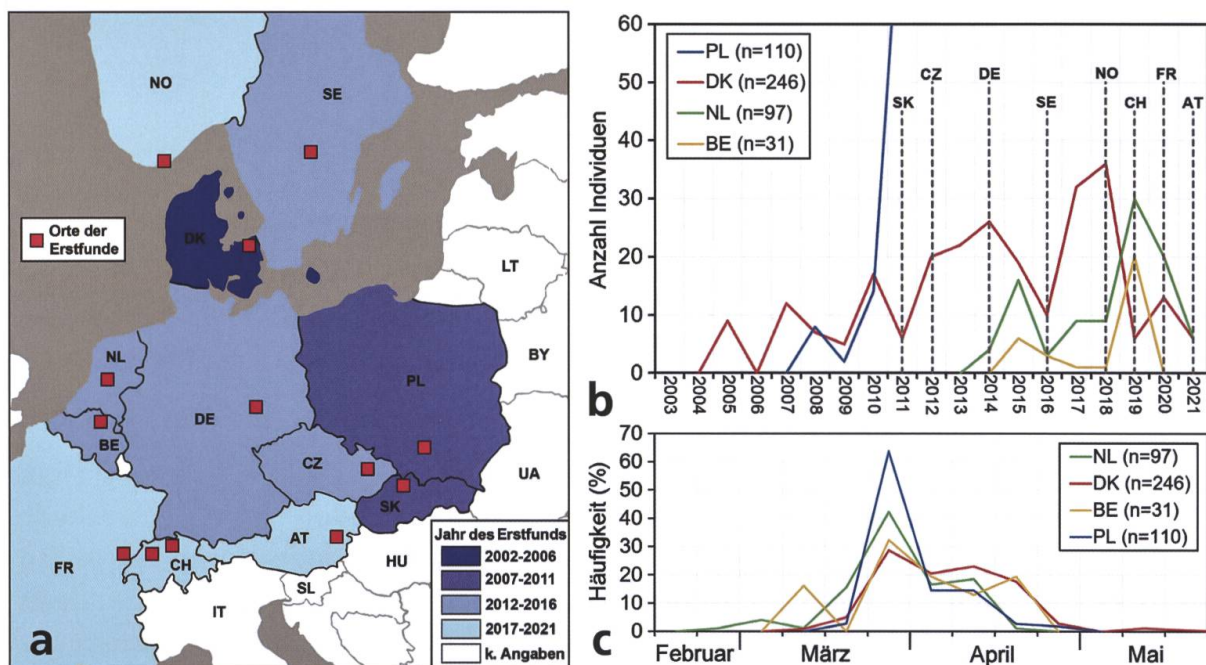 NO
SE
Orte der
Erstfunde
DK
LT
BY
NL
PL
DE
BE
CZ
UA
SK
AT
FR
CH
HU
SL
IT
Jahr des Erstfunds
2002-2006
2007-2011
2012-2016
2017-2021
k. Angaben
a
60
50
40
30
20
10
0
Anzahl Individuen
PL (n=110)
DK (n=246)
NL (n=97)
BE (n=31)
SK
CZ
DE
SE
NO
CH
FR
AT
2003
2004
2005
2006
2007
2008
2009
2010
2011
2012
2013
2014
2015
2016
2017
2018
2019
2020
2021
b
70
60
50
40
30
20
10
0
Häufigkeit (%)
NL (n=97)
DK (n=246)
BE (n=31)
PL (n=110)
Februar
März
April
Mai
c